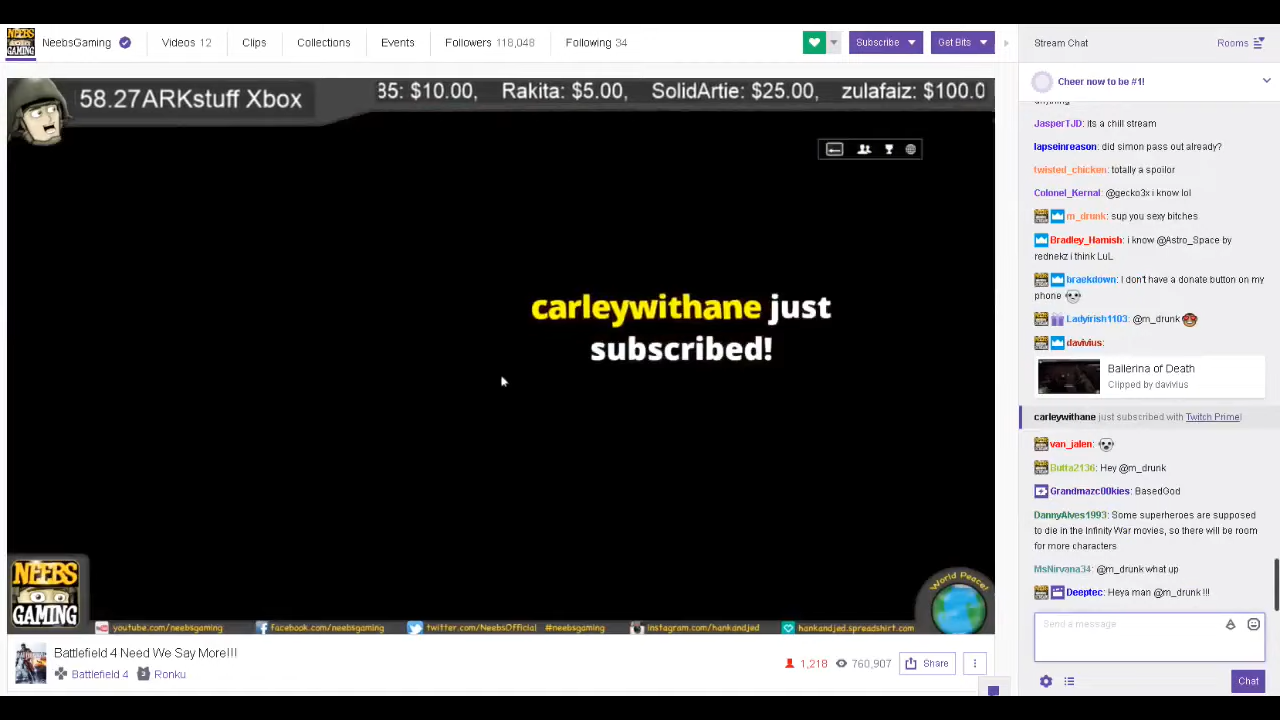 NeebsGaming Videos 12 Clips Collections Events Followers 118,048 Following 34 Subscribe Get Bits Stream Chat Rooms
58.27ARKstuff Xbox 35: $10.00, Rakita: $5.00, SolidArtie: $25.00, zulafaiz: $100.0
carleywithane just
subscribed!
NEEBS
GAMING
World Peace!
youtube.com/neebsgaming facebook.com/neebsgaming twitter.com/NeebsOfficial #neebsgaming instagram.com/hankandjed hankandjed.spreadshirt.com
Battlefield 4 Need We Say More!!!
Battlefield 4 Ronku
1,218 760,907 Share
Cheer now to be #1!
anything
JasperTJD: its a chill stream
lapseinreason: did simon pass out already?
twisted_chicken: totally a spoilor
Colonel_Kernal: @gecko3x i know lol
m_drunk: sup you sexy bitches
Bradley_Hamish: i know @Astro_Space by
rednekz i think LuL
braekdown: I don't have a donate button on my
phone
Ladyirish1103: @m_drunk
davivius:
Ballerina of Death
Clipped by davivius
carleywithane just subscribed with Twitch Prime!
van_jalen:
Butta2136: Hey @m_drunk
Grandmazc00kies: BasedGod
DannyAlves1993: Some superheroes are supposed
to die in the Infinity War movies, so there will be room
for more characters
MsNirvana34: @m_drunk what up
Deeptec: Heya man @m_drunk !!!
Send a message
Chat